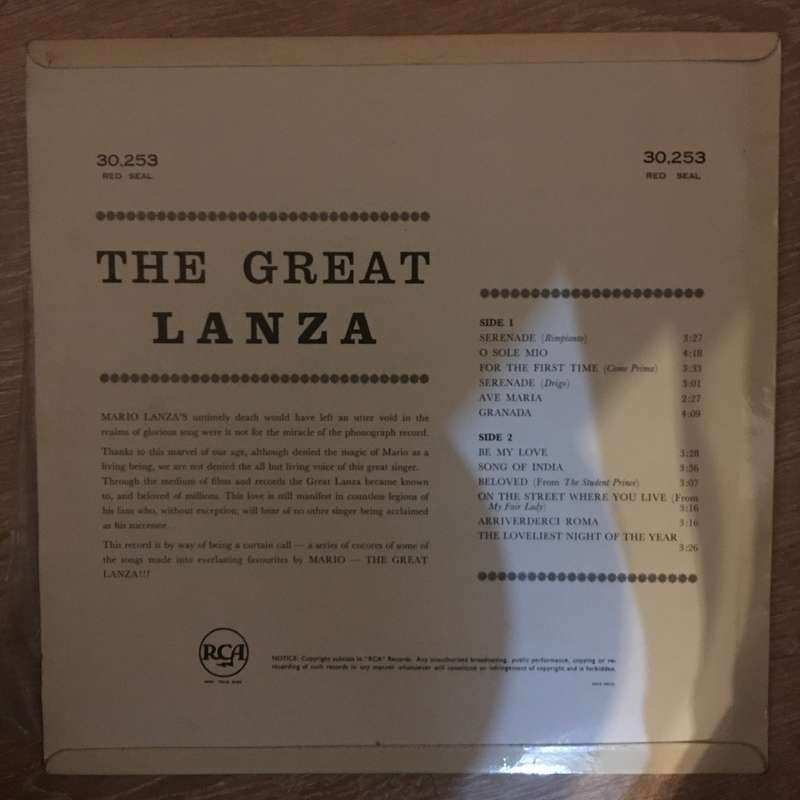 30,253
RED SEAL
30,253
RED SEAL
THE GREAT
LANZA
MARIO LANZA'S untimely death would have left an utter void in the
realms of glorious song were is not for the miracle of the phonograph record.
Thanks to this marvel of our age, although denied the magic of Mario as a
living being, we are not denied the all but living voice of this great singer.
Through the medium of films and records the Great Lanza became known
to, and beloved of millions. This love is still manifest in countless legions of
his fans who, without exception, will hear of no other singer being acclaimed
as his successor.
This record is by way of being a curtain call — a series of encores of some of
the songs made into everlasting favourites by MARIO — THE GREAT
LANZA!!!
SIDE 1
SERENADE (Rimpianto) 3:27
O SOLE MIO 4:18
FOR THE FIRST TIME (Come Prima) 3:33
SERENADE (Drigo) 3:01
AVE MARIA 2:27
GRANADA 4:09
SIDE 2
BE MY LOVE 3:28
SONG OF INDIA 3:36
BELOVED (From The Student Prince) 3:07
ON THE STREET WHERE YOU LIVE (From
My Fair Lady) 3:16
ARRIVERDERCI ROMA 3:16
THE LOVELIEST NIGHT OF THE YEAR
3:26
RCA
NOTICE: Copyright subsists in "RCA" Records. Any unauthorised broadcasting, public performance, copying or re-
recording of such records in any manner whatsoever will constitute an infringement of copyright and is forbidden.